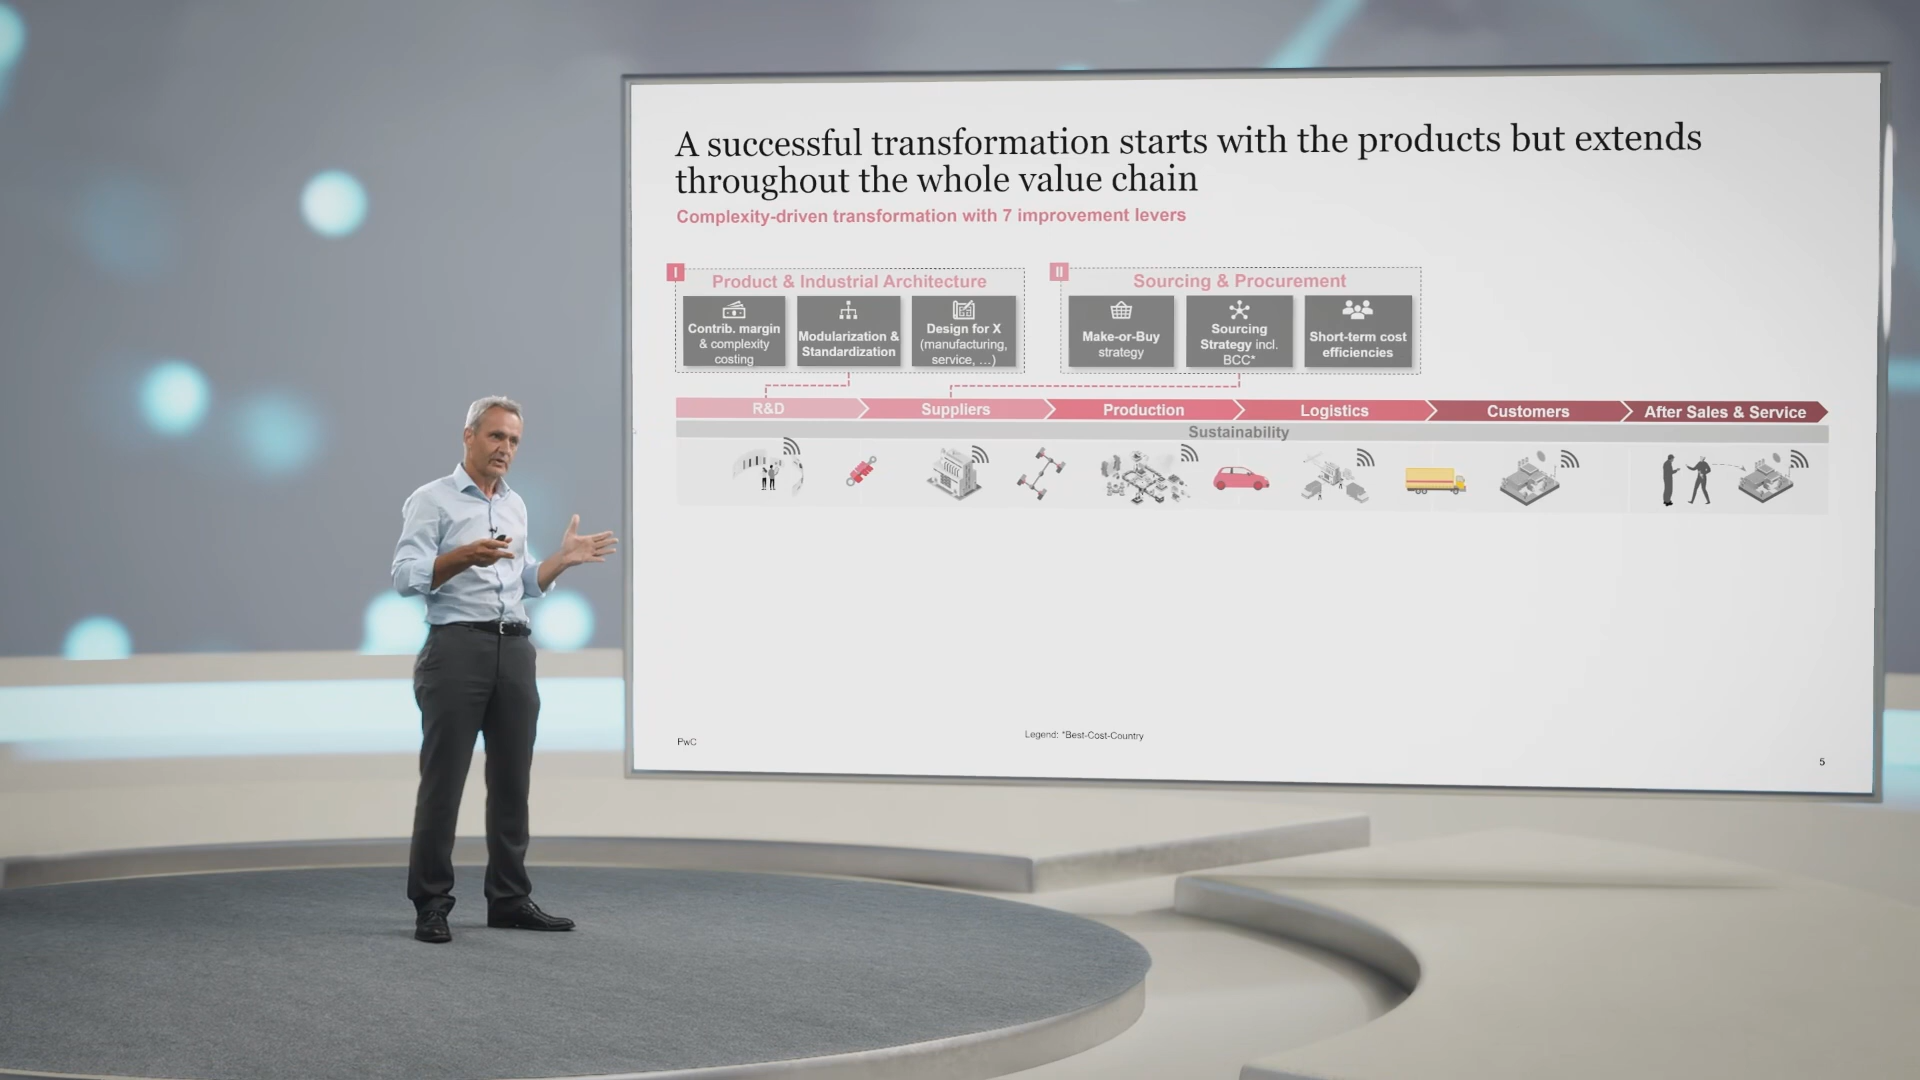 A successful transformation starts with the products but extends
throughout the whole value chain
Complexity-driven transformation with 7 improvement levers
I
Product & Industrial Architecture
Contrib. margin
& complexity
costing
Modularization &
Standardization
Design for X
(manufacturing,
service, ...)
II
Sourcing & Procurement
Make-or-Buy
strategy
Sourcing
Strategy incl.
BCC*
Short-term cost
efficiencies
R&D
Suppliers
Production
Logistics
Customers
After Sales & Service
Sustainability
PwC
Legend: *Best-Cost-Country
5